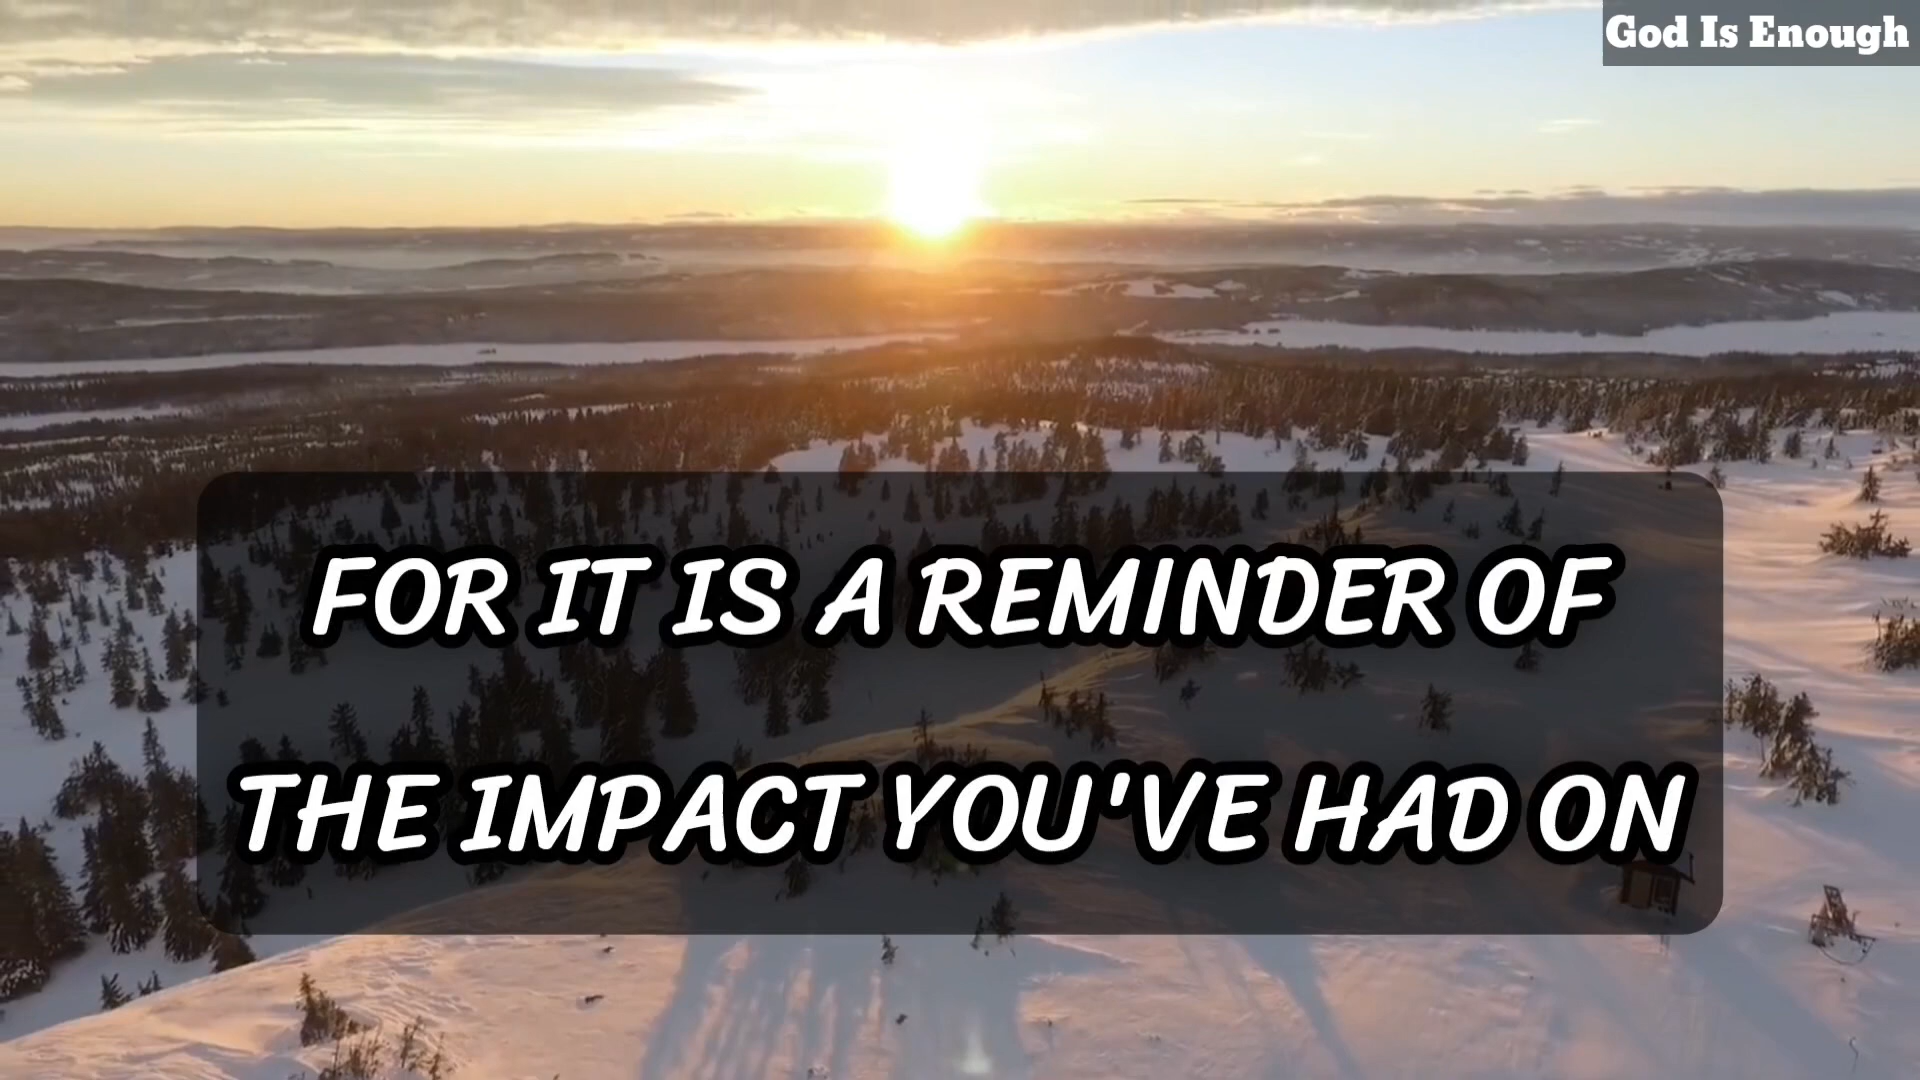 God Is Enough
FOR IT IS A REMINDER OF
THE IMPACT YOU'VE HAD ON